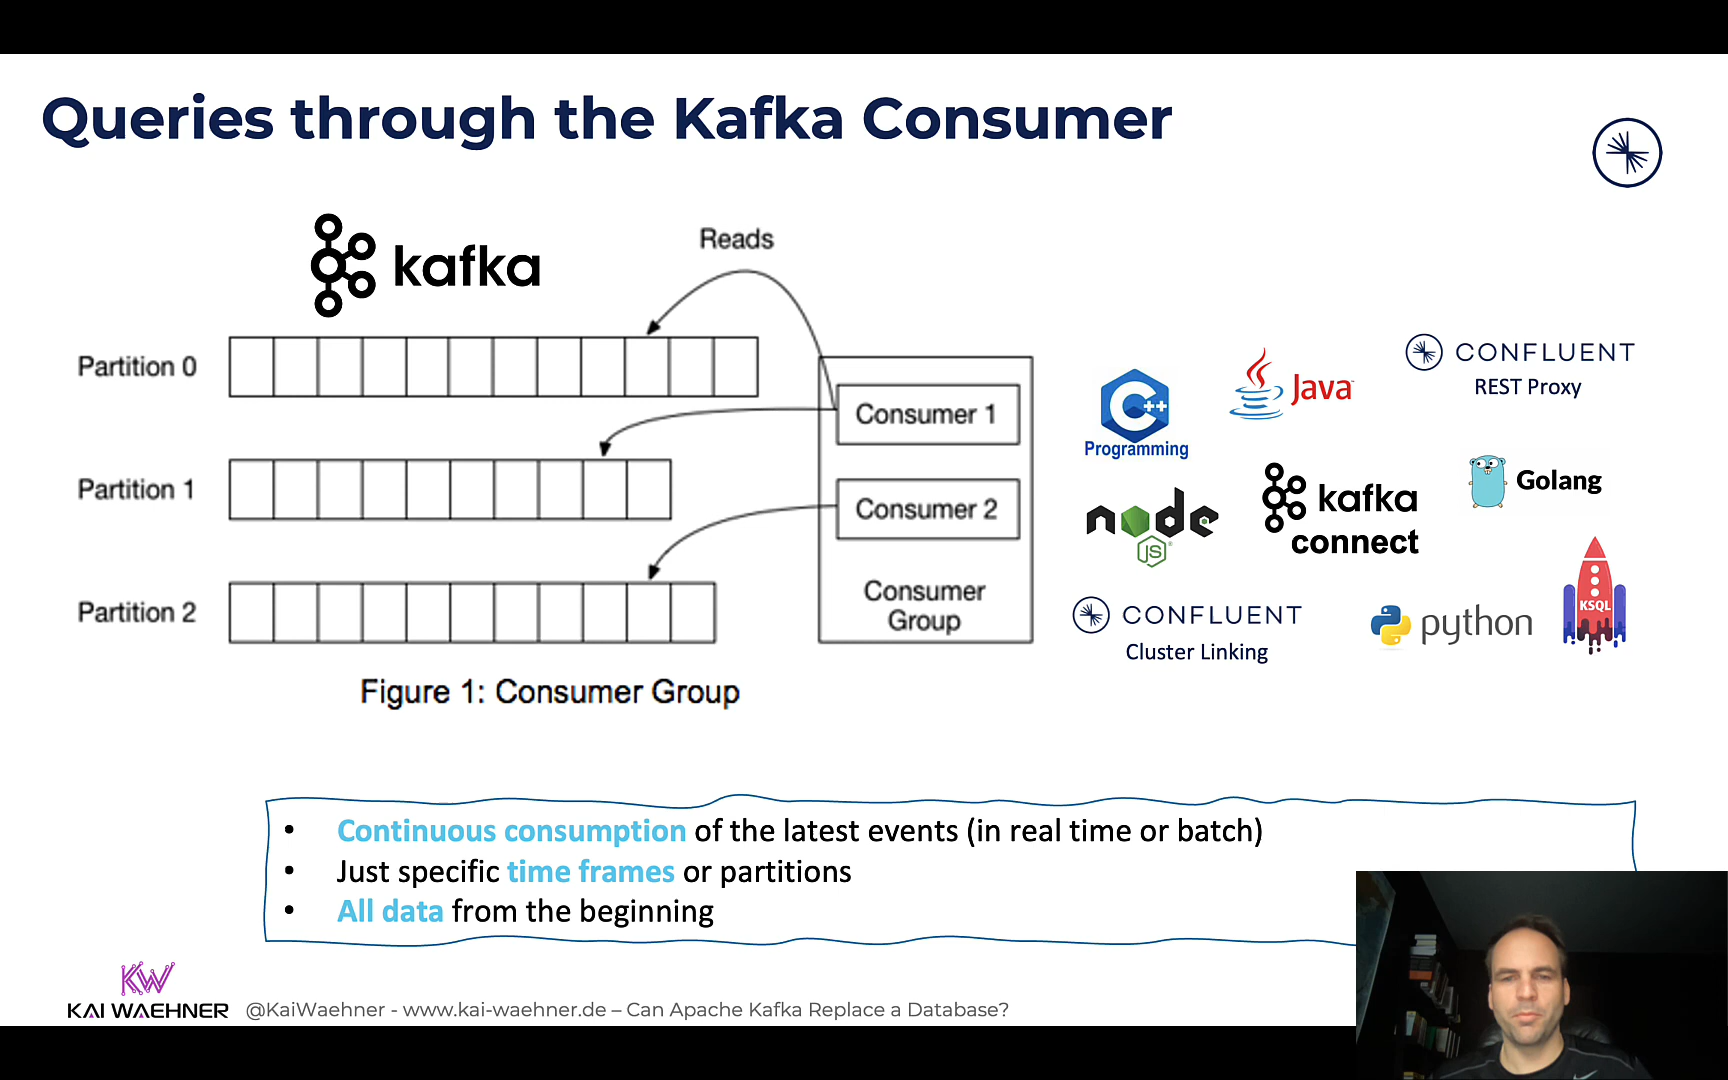 Queries through the Kafka Consumer
kafka
Reads
Partition 0
Partition 1
Partition 2
Consumer 1
Consumer 2
Consumer
Group
Figure 1: Consumer Group
C++
Programming
Java
CONFLUENT
REST Proxy
node
JS
kafka
connect
Golang
CONFLUENT
Cluster Linking
python
KSQL
• Continuous consumption of the latest events (in real time or batch)
• Just specific time frames or partitions
• All data from the beginning
KW
KAI WAEHNER
@KaiWaehner - www.kai-waehner.de – Can Apache Kafka Replace a Database?